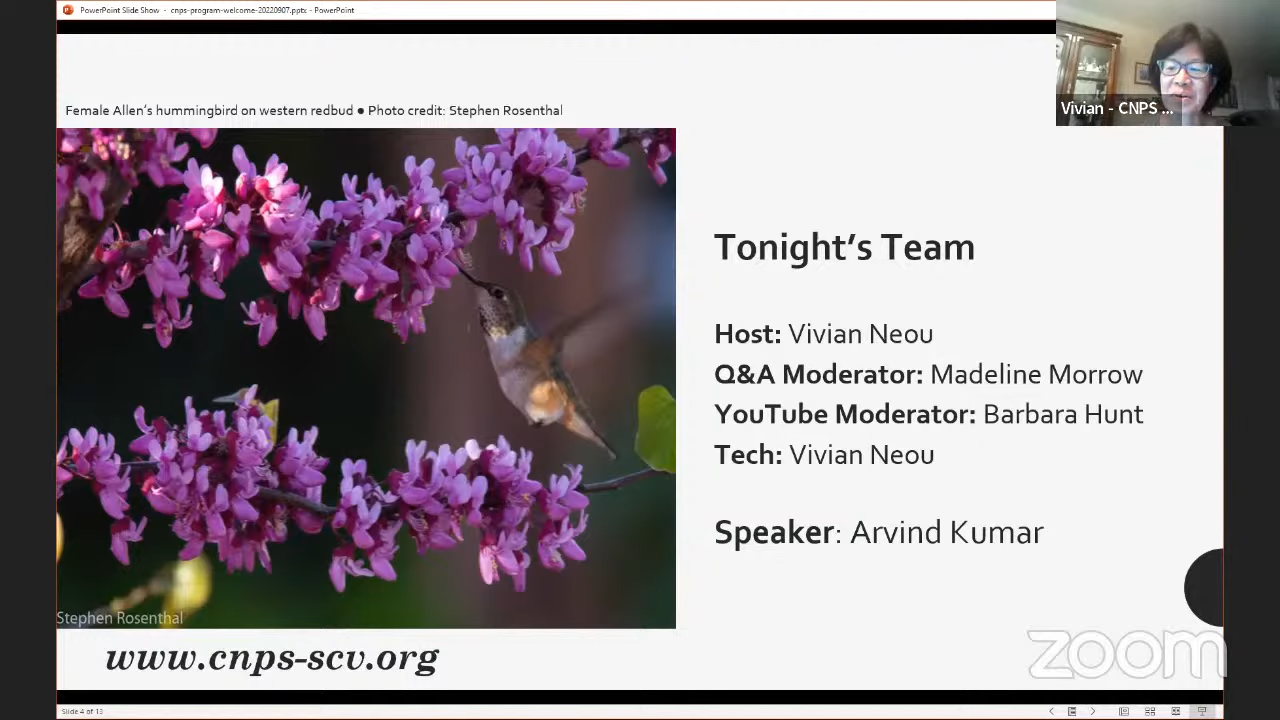 PowerPoint Slide Show - cnps-program-welcome-20220907.pptx - PowerPoint
Vivian - CNPS ...
Female Allen's hummingbird on western redbud ● Photo credit: Stephen Rosenthal
Tonight's Team
Host: Vivian Neou
Q&A Moderator: Madeline Morrow
YouTube Moderator: Barbara Hunt
Tech: Vivian Neou
Speaker: Arvind Kumar
Stephen Rosenthal
www.cnps-scv.org
zoom
Slide 4 of 13